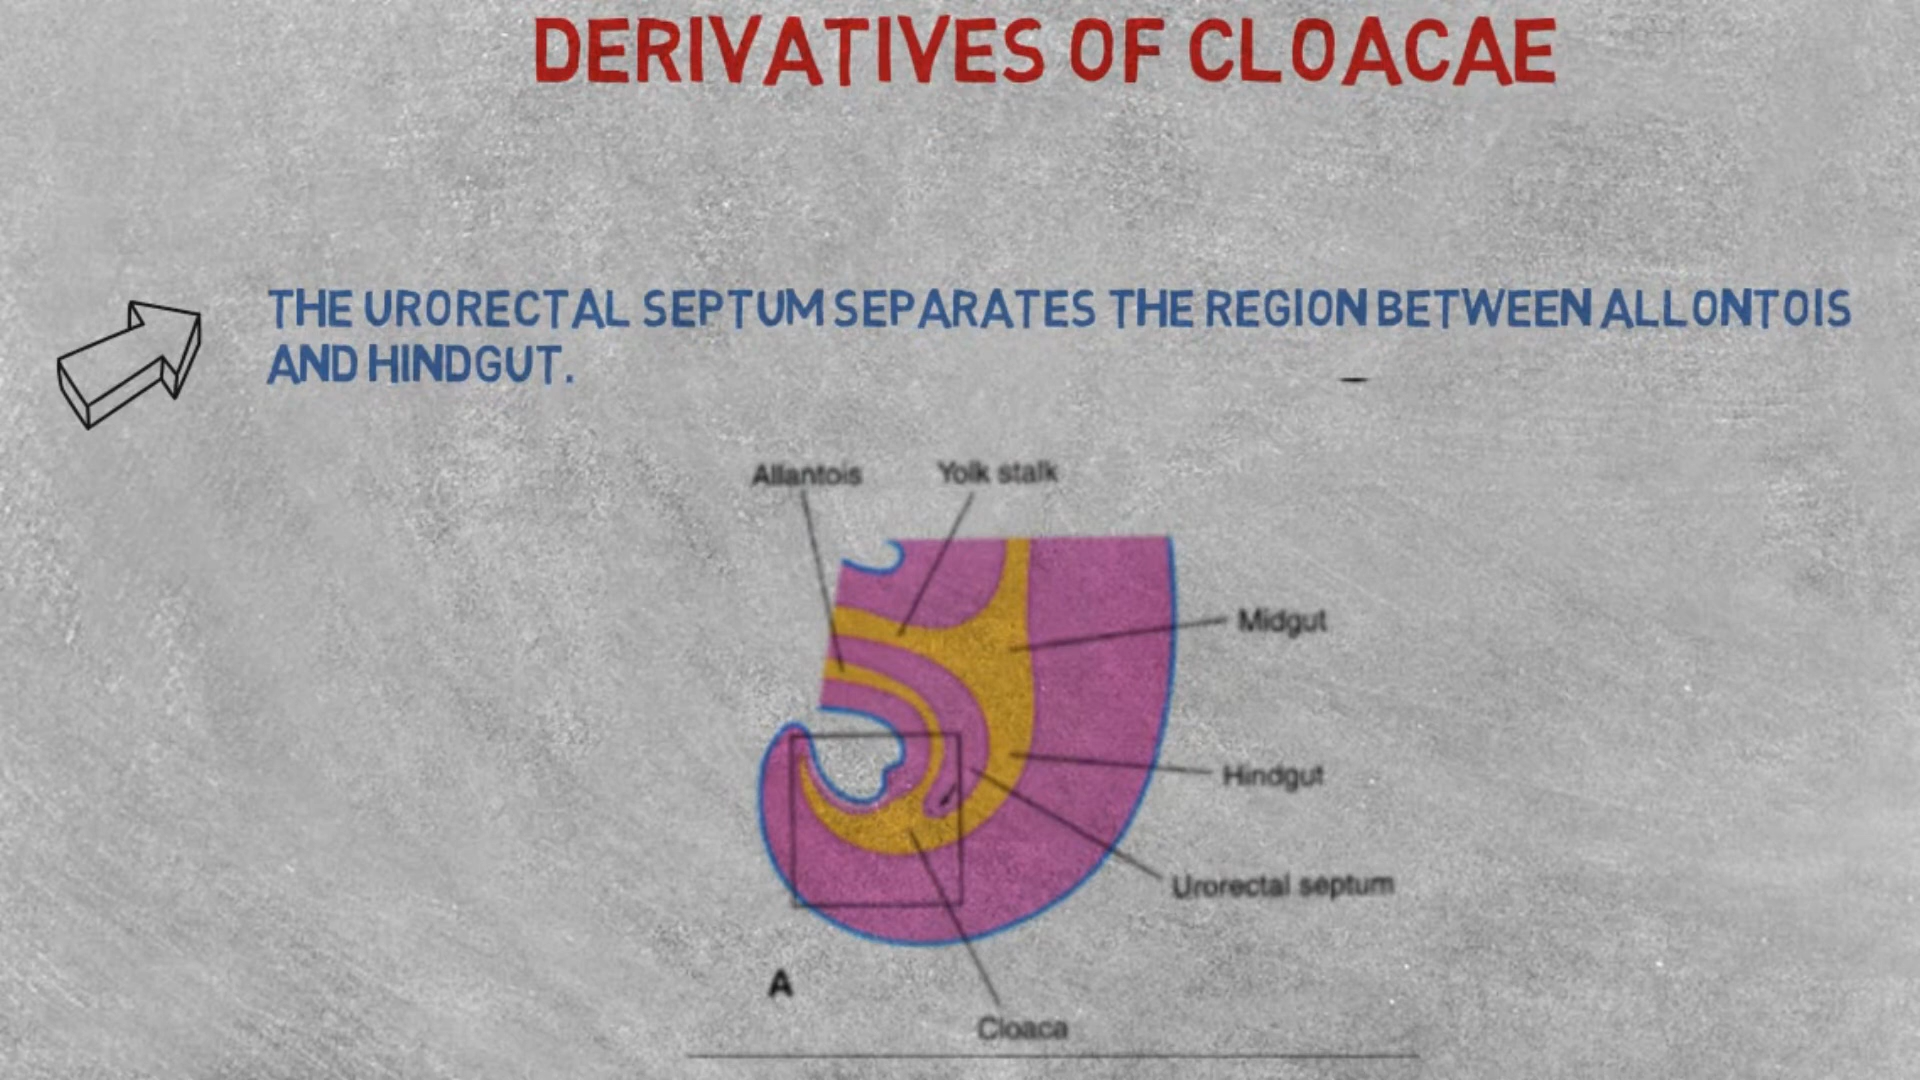 DERIVATIVES OF CLOACAE
THE URORECTAL SEPTUM SEPARATES THE REGION BETWEEN ALLONTOIS
AND HINDGUT.
Allantois Yolk stalk
Midgut
Hindgut
Urorectal septum
A
Cloaca